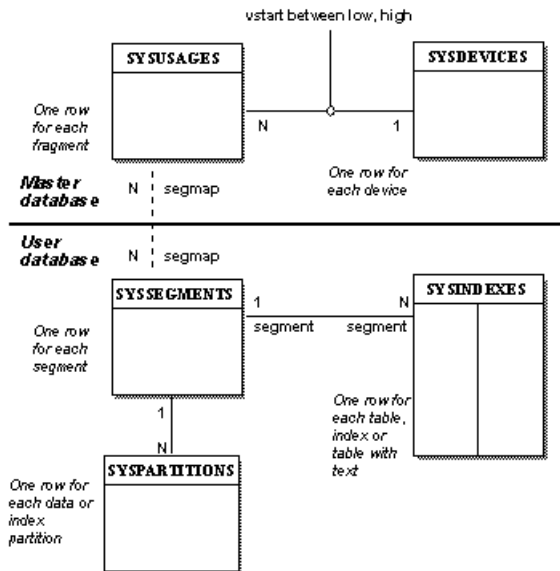 vstart between low, high
SYSUSAGES
SYSDEVICES
One row
for each
fragment
N
1
One row for
each device
Master
database
N
segmap
User
database
N
segmap
SYSSEGMENTS
1
N
SYSINDEXES
segment
segment
One row
for each
segment
One row for
each table,
index or
table with
text
1
N
SYSPARTITIONS
One row for
each data or
index
partition